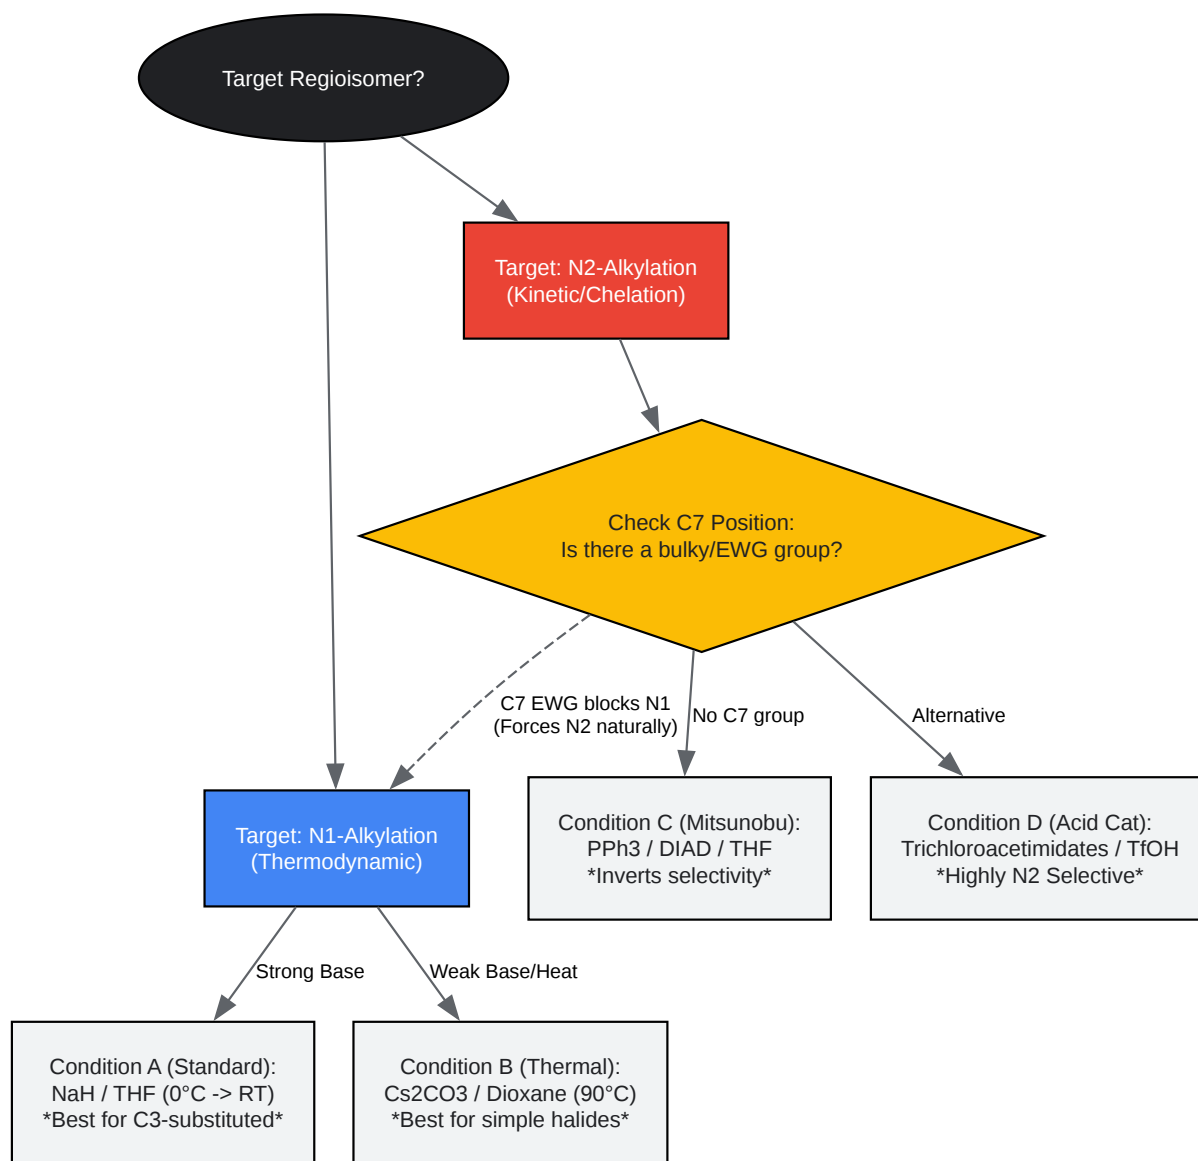 Target Regioisomer?
Target: N2-Alkylation
(Kinetic/Chelation)
Check C7 Position:
Is there a bulky/EWG group?
C7 EWG blocks N1
(Forces N2 naturally)
No C7 group
Alternative
Target: N1-Alkylation
(Thermodynamic)
Condition C (Mitsunobu):
PPh3 / DIAD / THF
*Inverts selectivity*
Condition D (Acid Cat):
Trichloroacetimidates / TfOH
*Highly N2 Selective*
Strong Base
Weak Base/Heat
Condition A (Standard):
NaH / THF (0°C -> RT)
*Best for C3-substituted*
Condition B (Thermal):
Cs2CO3 / Dioxane (90°C)
*Best for simple halides*